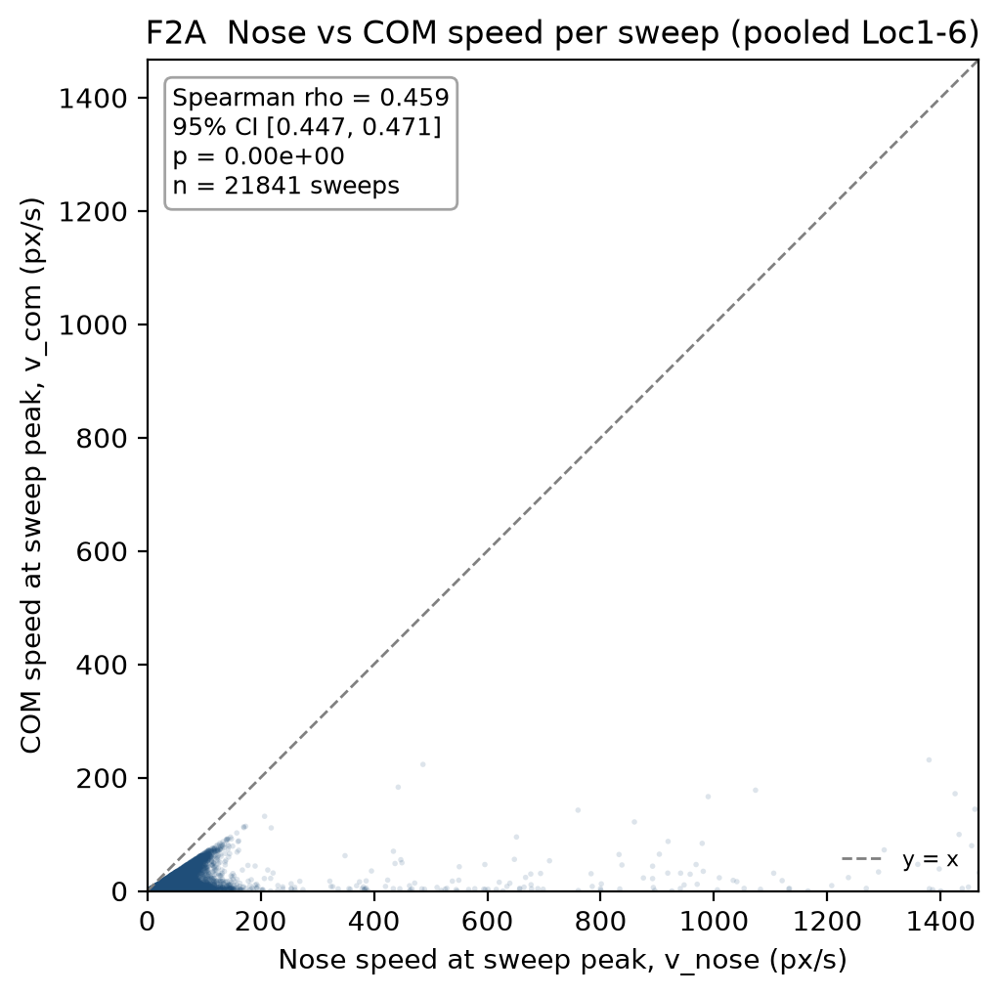 F2A  Nose vs COM speed per sweep (pooled Loc1-6)
Spearman rho = 0.459
95% CI [0.447, 0.471]
p = 0.00e+00
n = 21841 sweeps
COM speed at sweep peak, v_com (px/s)
1400
1200
1000
800
600
400
200
0
y = x
0 200 400 600 800 1000 1200 1400
Nose speed at sweep peak, v_nose (px/s)